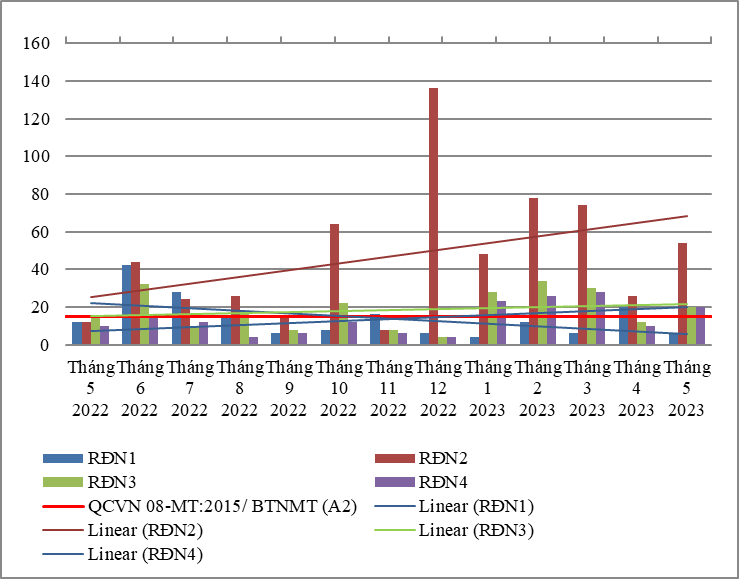 160
140
120
100
80
60
40
20
0
Tháng Tháng Tháng Tháng Tháng Tháng Tháng Tháng Tháng Tháng Tháng Tháng Tháng
5 6 7 8 9 10 11 12 1 2 3 4 5
2022 2022 2022 2022 2022 2022 2022 2022 2023 2023 2023 2023 2023
RĐN1 RĐN2
RĐN3 RĐN4
QCVN 08-MT:2015/ BTNMT (A2) Linear (RĐN1)
Linear (RĐN2) Linear (RĐN3)
Linear (RĐN4)